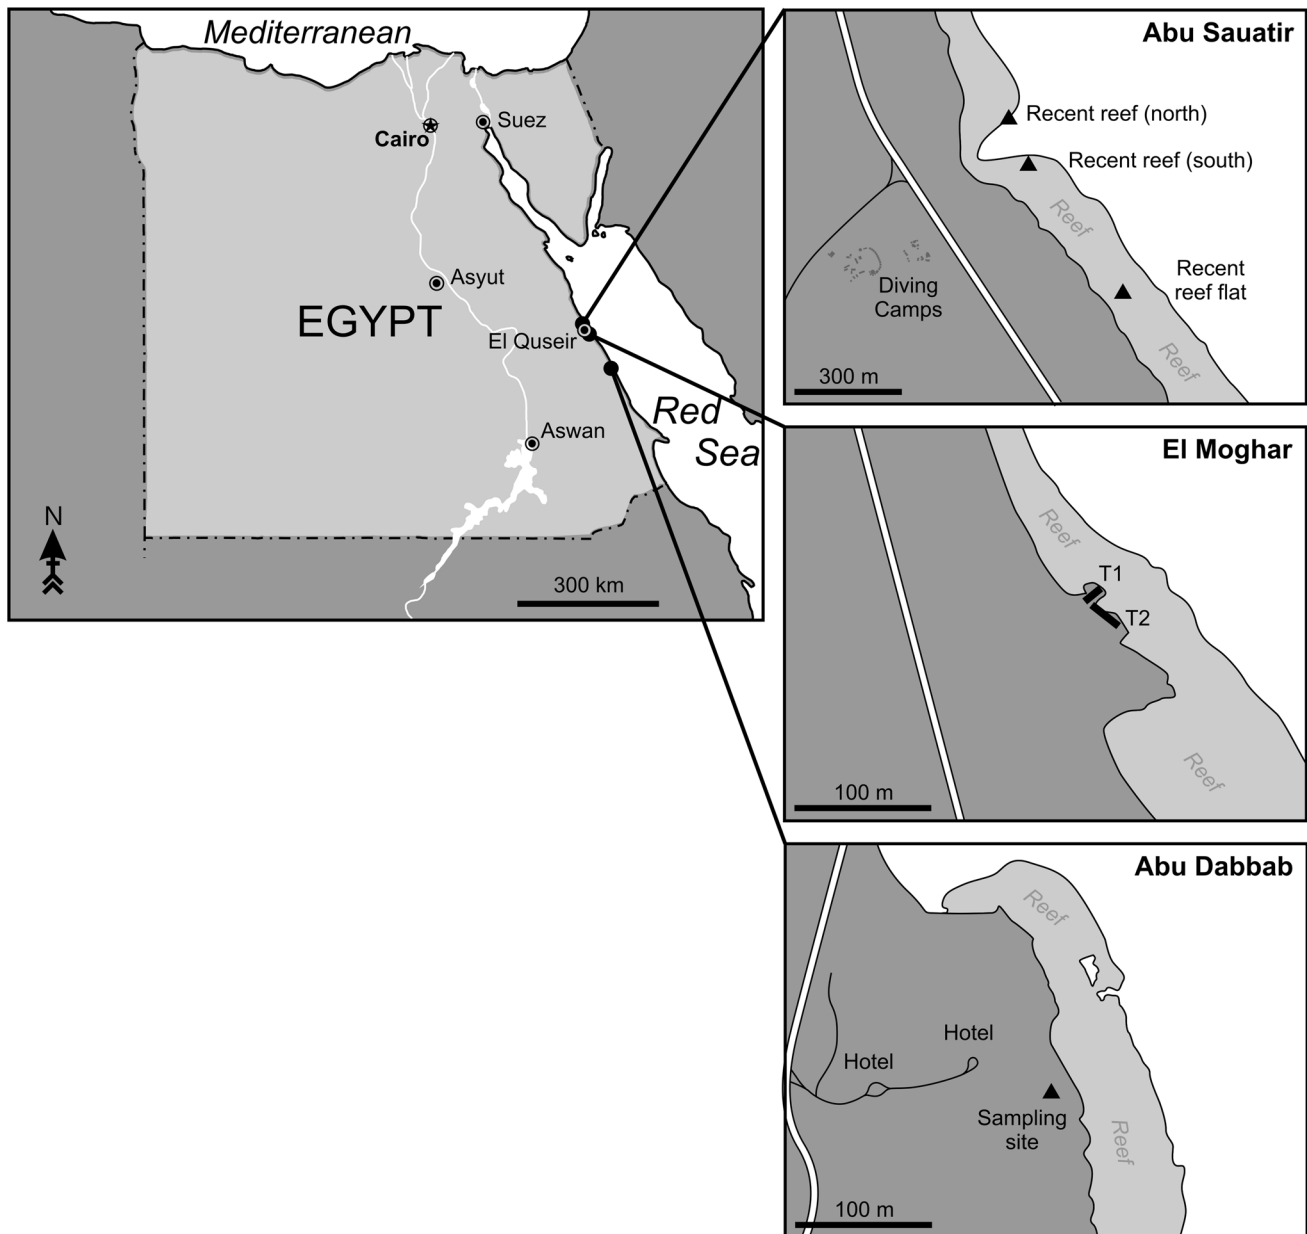 Mediterranean
Cairo
Suez
Asyut
EGYPT
El Quseir
Red
Sea
Aswan
N
300 km
Abu Sauatir
Recent reef (north)
Recent reef (south)
Reef
Recent
reef flat
Diving
Camps
Reef
300 m
El Moghar
Reef
T1
T2
Reef
100 m
Abu Dabbab
Reef
Hotel
Hotel
Sampling
site
Reef
100 m